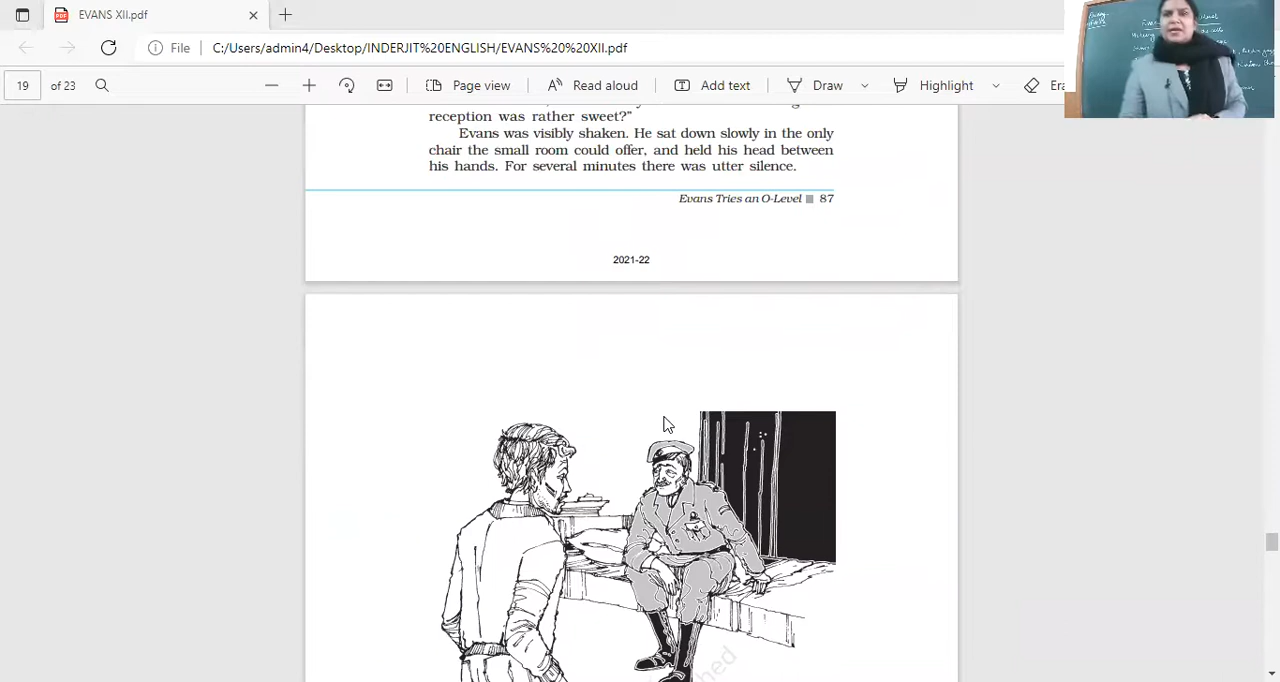 EVANS XII.pdf
File
C:/Users/admin4/Desktop/INDERJIT%20ENGLISH/EVANS%20%20XII.pdf
19 of 23
Page view
Read aloud
Add text
Draw
Highlight
reception was rather sweet?"
Evans was visibly shaken. He sat down slowly in the only
chair the small room could offer, and held his head between
his hands. For several minutes there was utter silence.
Evans Tries an O-Level 87
2021-22